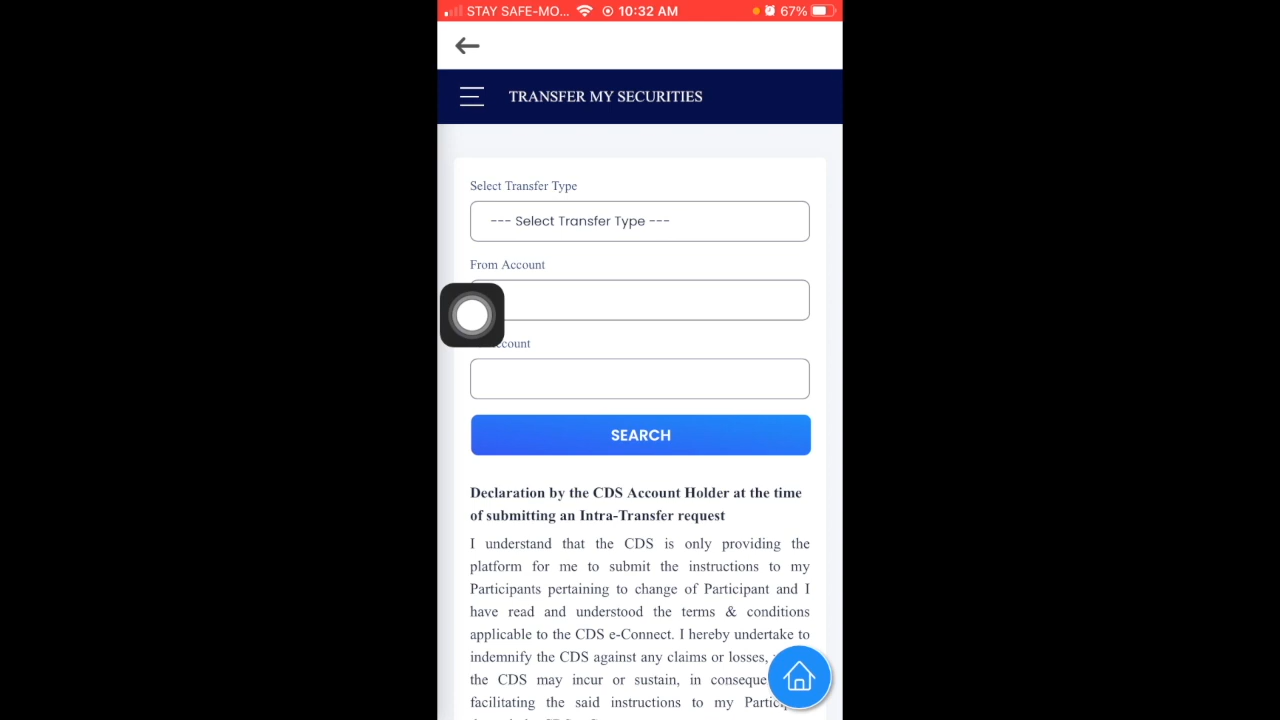 STAY SAFE-MO... 10:32 AM 67%
TRANSFER MY SECURITIES
Select Transfer Type
--- Select Transfer Type ---
From Account
SEARCH
Declaration by the CDS Account Holder at the time
of submitting an Intra-Transfer request
I understand that the CDS is only providing the
platform for me to submit the instructions to my
Participants pertaining to change of Participant and I
have read and understood the terms & conditions
applicable to the CDS e-Connect. I hereby undertake to
indemnify the CDS against any claims or losses,
the CDS may incur or sustain, in
facilitating the said instructions to my